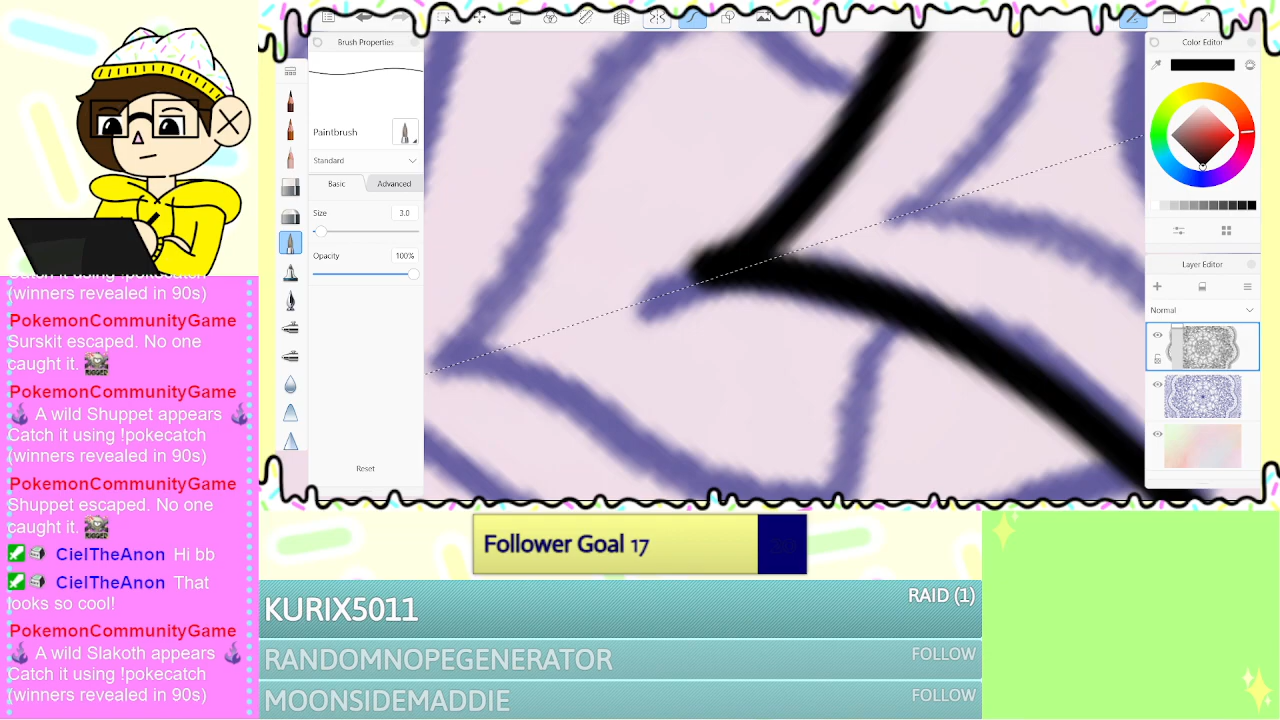 Brush Properties
Paintbrush
Standard
Basic
Advanced
Size
3.0
Opacity
100%
Reset
Color Editor
Layer Editor
Normal
(winners revealed in 90s)
PokemonCommunityGame
Surskit escaped. No one
caught it.
PokemonCommunityGame
A wild Shuppet appears
Catch it using !pokecatch
(winners revealed in 90s)
PokemonCommunityGame
Shuppet escaped. No one
caught it.
CielTheAnon Hi bb
CielTheAnon That
looks so cool!
PokemonCommunityGame
A wild Slakoth appears
Catch it using !pokecatch
(winners revealed in 90s)
Follower Goal 17
20
KURIX5011
RAID (1)
RANDOMNOPEGENERATOR
FOLLOW
MOONSIDEMADDIE
FOLLOW